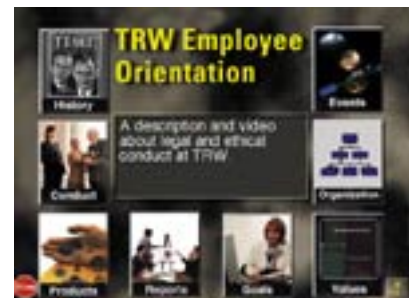 TIME
TRW Employee
Orientation
History
Events
A description and video
about legal and ethical
conduct at TRW
Conduct
Organization
Products
Reports
Goals
Values